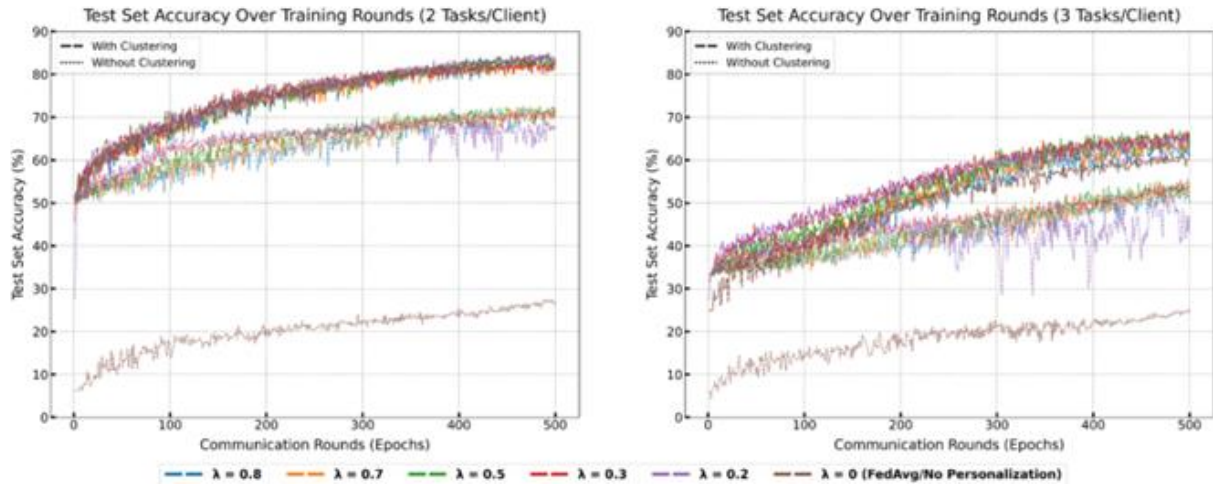 Test Set Accuracy Over Training Rounds (2 Tasks/Client)
90
80
70
60
50
40
30
20
10
0
Test Set Accuracy (%)
With Clustering
Without Clustering
0 100 200 300 400 500
Communication Rounds (Epochs)
Test Set Accuracy Over Training Rounds (3 Tasks/Client)
90
80
70
60
50
40
30
20
10
0
Test Set Accuracy (%)
With Clustering
Without Clustering
0 100 200 300 400 500
Communication Rounds (Epochs)
λ = 0.8 λ = 0.7 λ = 0.5 λ = 0.3 λ = 0.2 λ = 0 (FedAvg/No Personalization)